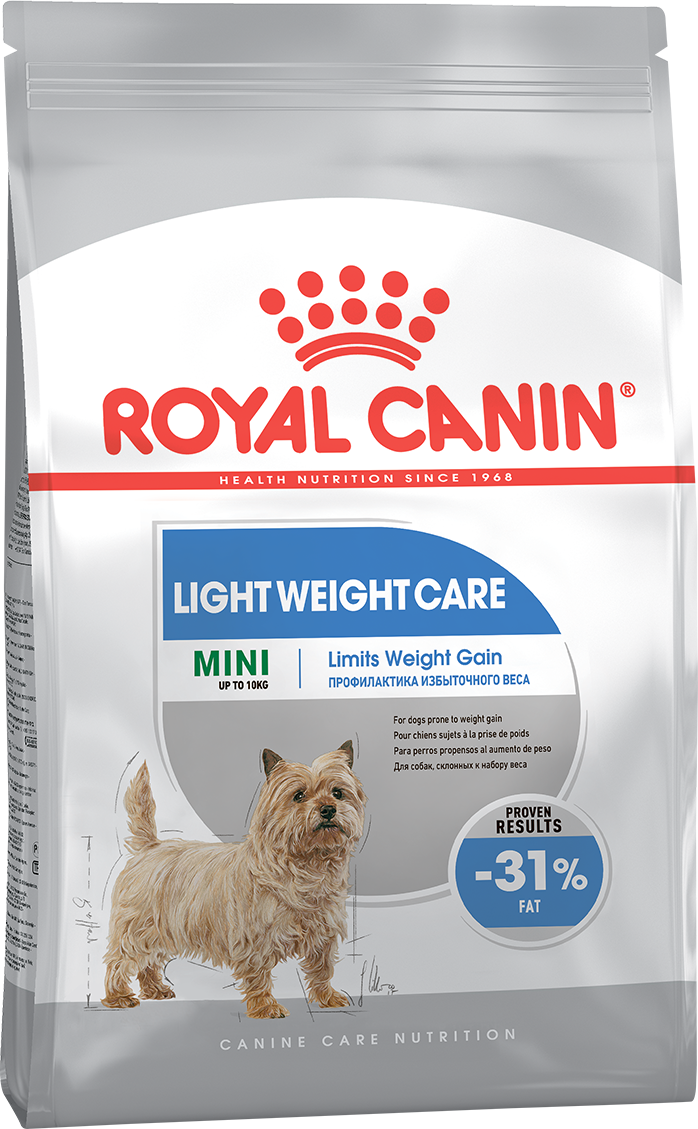 ROYAL CANIN®
HEALTH NUTRITION SINCE 1968
LIGHT WEIGHT CARE
MINI
UP TO 10KG
Limits Weight Gain
ПРОФИЛАКТИКА ИЗБЫТОЧНОГО ВЕСА
For dogs prone to weight gain
Pour chiens sujets à la prise de poids
Para perros propensos al aumento de peso
Для собак, склонных к набору веса
PROVEN
RESULTS
-31%
FAT
CANINE CARE NUTRITION